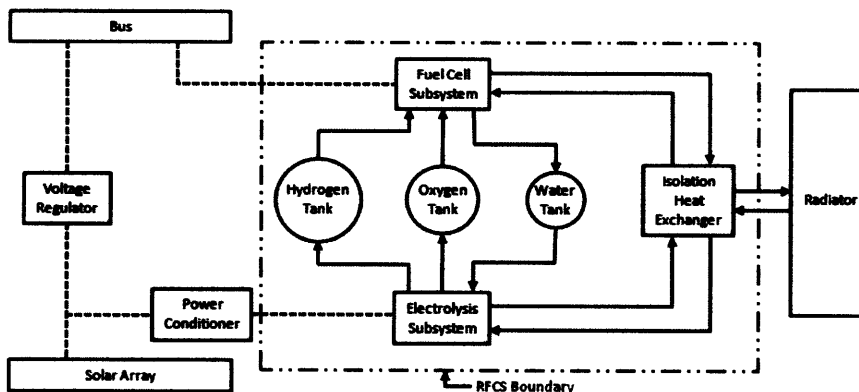 Bus
Fuel Cell
Subsystem
Hydrogen
Tank
Oxygen
Tank
Water
Tank
Isolation
Heat
Exchanger
Radiator
Voltage
Regulator
Power
Conditioner
Electrolysis
Subsystem
Solar Array
RFCS Boundary